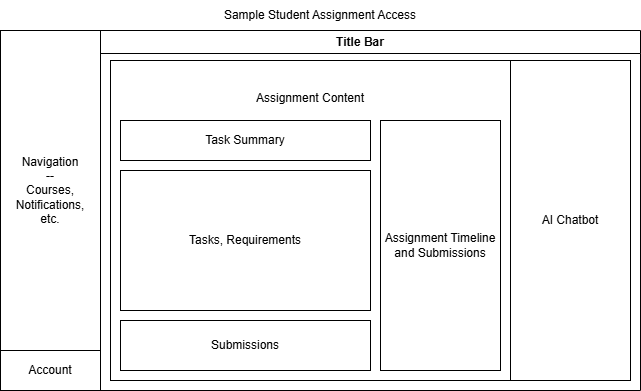 Sample Student Assignment Access
Title Bar
Navigation
--
Courses,
Notifications,
etc.
Account
Assignment Content
Task Summary
Tasks, Requirements
Submissions
Assignment Timeline
and Submissions
AI Chatbot